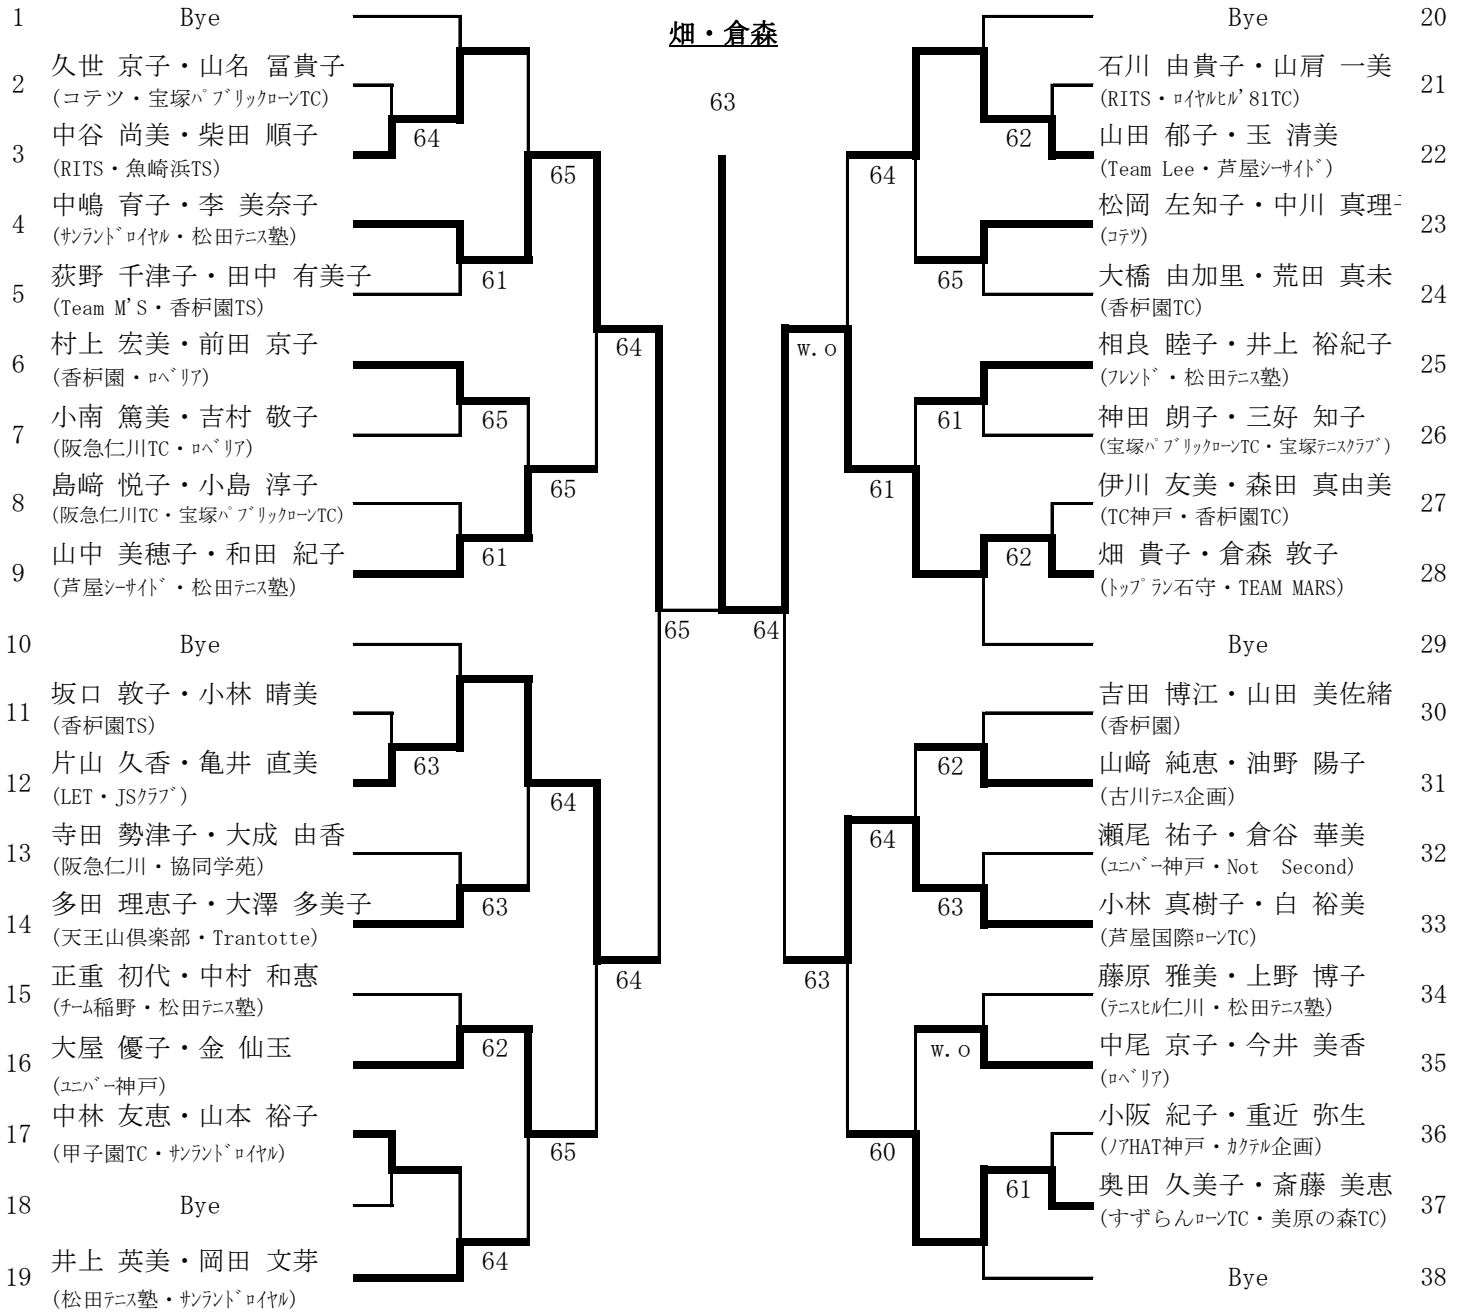 畑・倉森
63
1 Bye
2 久世 京子・山名 冨貴子
(コテツ・宝塚ﾊﾟﾌﾞﾘｯｸﾛｰﾝTC)
64
3 中谷 尚美・柴田 順子
(RITS・魚崎浜TS)
65
4 中嶋 育子・李 美奈子
(ｻﾝﾗﾝﾄﾞﾛｲﾔﾙ・松田ﾃﾆｽ塾)
61
5 荻野 千津子・田中 有美子
(Team M'S・香枦園TS)
64
6 村上 宏美・前田 京子
(香枦園・ﾛﾍﾞﾘｱ)
65
7 小南 篤美・吉村 敬子
(阪急仁川TC・ﾛﾍﾞﾘｱ)
65
8 島﨑 悦子・小島 淳子
(阪急仁川TC・宝塚ﾊﾟﾌﾞﾘｯｸﾛｰﾝTC)
61
9 山中 美穂子・和田 紀子
(芦屋ｼｰｻｲﾄﾞ・松田ﾃﾆｽ塾)
65
10 Bye
11 坂口 敦子・小林 晴美
(香枦園TS)
63
12 片山 久香・亀井 直美
(LET・JSｸﾗﾌﾞ)
64
13 寺田 勢津子・大成 由香
(阪急仁川・協同学苑)
63
14 多田 理恵子・大澤 多美子
(天王山倶楽部・Trantotte)
64
15 正重 初代・中村 和惠
(ﾁｰﾑ稲野・松田ﾃﾆｽ塾)
62
16 大屋 優子・金 仙玉
(ﾕﾆﾊﾞｰ神戸)
17 中林 友恵・山本 裕子
(甲子園TC・ｻﾝﾗﾝﾄﾞﾛｲﾔﾙ)
65
18 Bye
64
19 井上 英美・岡田 文芽
(松田ﾃﾆｽ塾・ｻﾝﾗﾝﾄﾞﾛｲﾔﾙ)
Bye 20
石川 由貴子・山肩 一美 21
(RITS・ﾛｲﾔﾙﾋﾙ'81TC)
62
山田 郁子・玉 清美 22
(Team Lee・芦屋ｼｰｻｲﾄﾞ)
64
松岡 左知子・中川 真理 23
(ｺﾃﾂ)
65
大橋 由加里・荒田 真未 24
(香枦園TC)
w.o
相良 睦子・井上 裕紀子 25
(ﾌﾚﾝﾄﾞ・松田ﾃﾆｽ塾)
61
神田 朗子・三好 知子 26
(宝塚ﾊﾟﾌﾞﾘｯｸﾛｰﾝTC・宝塚ﾃﾆｽｸﾗﾌﾞ)
61
伊川 友美・森田 真由美 27
(TC神戸・香枦園TC)
62
畑 貴子・倉森 敦子 28
(ﾄｯﾌﾟﾗﾝ石守・TEAM MARS)
64
Bye 29
吉田 博江・山田 美佐緒 30
(香枦園)
62
山﨑 純恵・油野 陽子 31
(古川ﾃﾆｽ企画)
64
瀬尾 祐子・倉谷 華美 32
(ﾕﾆﾊﾞｰ神戸・Not Second)
63
小林 真樹子・白 裕美 33
(芦屋国際ﾛｰﾝTC)
63
藤原 雅美・上野 博子 34
(ﾃﾆｽﾋﾙ仁川・松田ﾃﾆｽ塾)
w.o
中尾 京子・今井 美香 35
(ﾛﾍﾞﾘｱ)
小阪 紀子・重近 弥生 36
(ﾉｱHAT神戸・ｶｸﾃﾙ企画)
60
61
奥田 久美子・斎藤 美恵 37
(すずらんﾛｰﾝTC・美原の森TC)
Bye 38